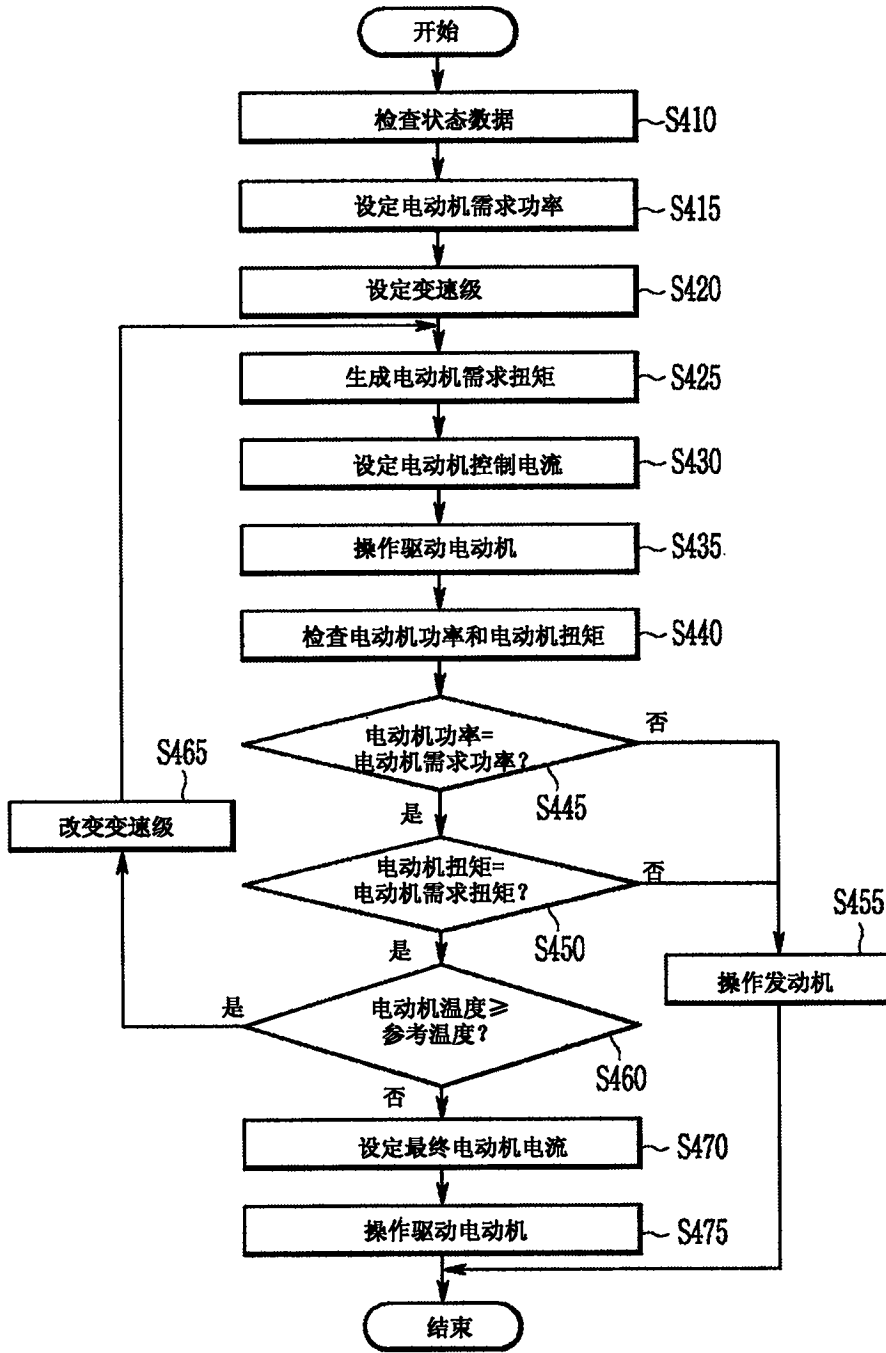 开始
检查状态数据
S410
设定电动机需求功率
S415
设定变速级
S420
生成电动机需求扭矩
S425
设定电动机控制电流
S430
操作驱动电动机
S435
检查电动机功率和电动机扭矩
S440
电动机功率=
电动机需求功率?
否
S445
是
S465
改变变速级
电动机扭矩=
电动机需求扭矩?
否
S450
是
S455
操作发动机
电动机温度≥
参考温度?
是
S460
否
设定最终电动机电流
S470
操作驱动电动机
S475
结束